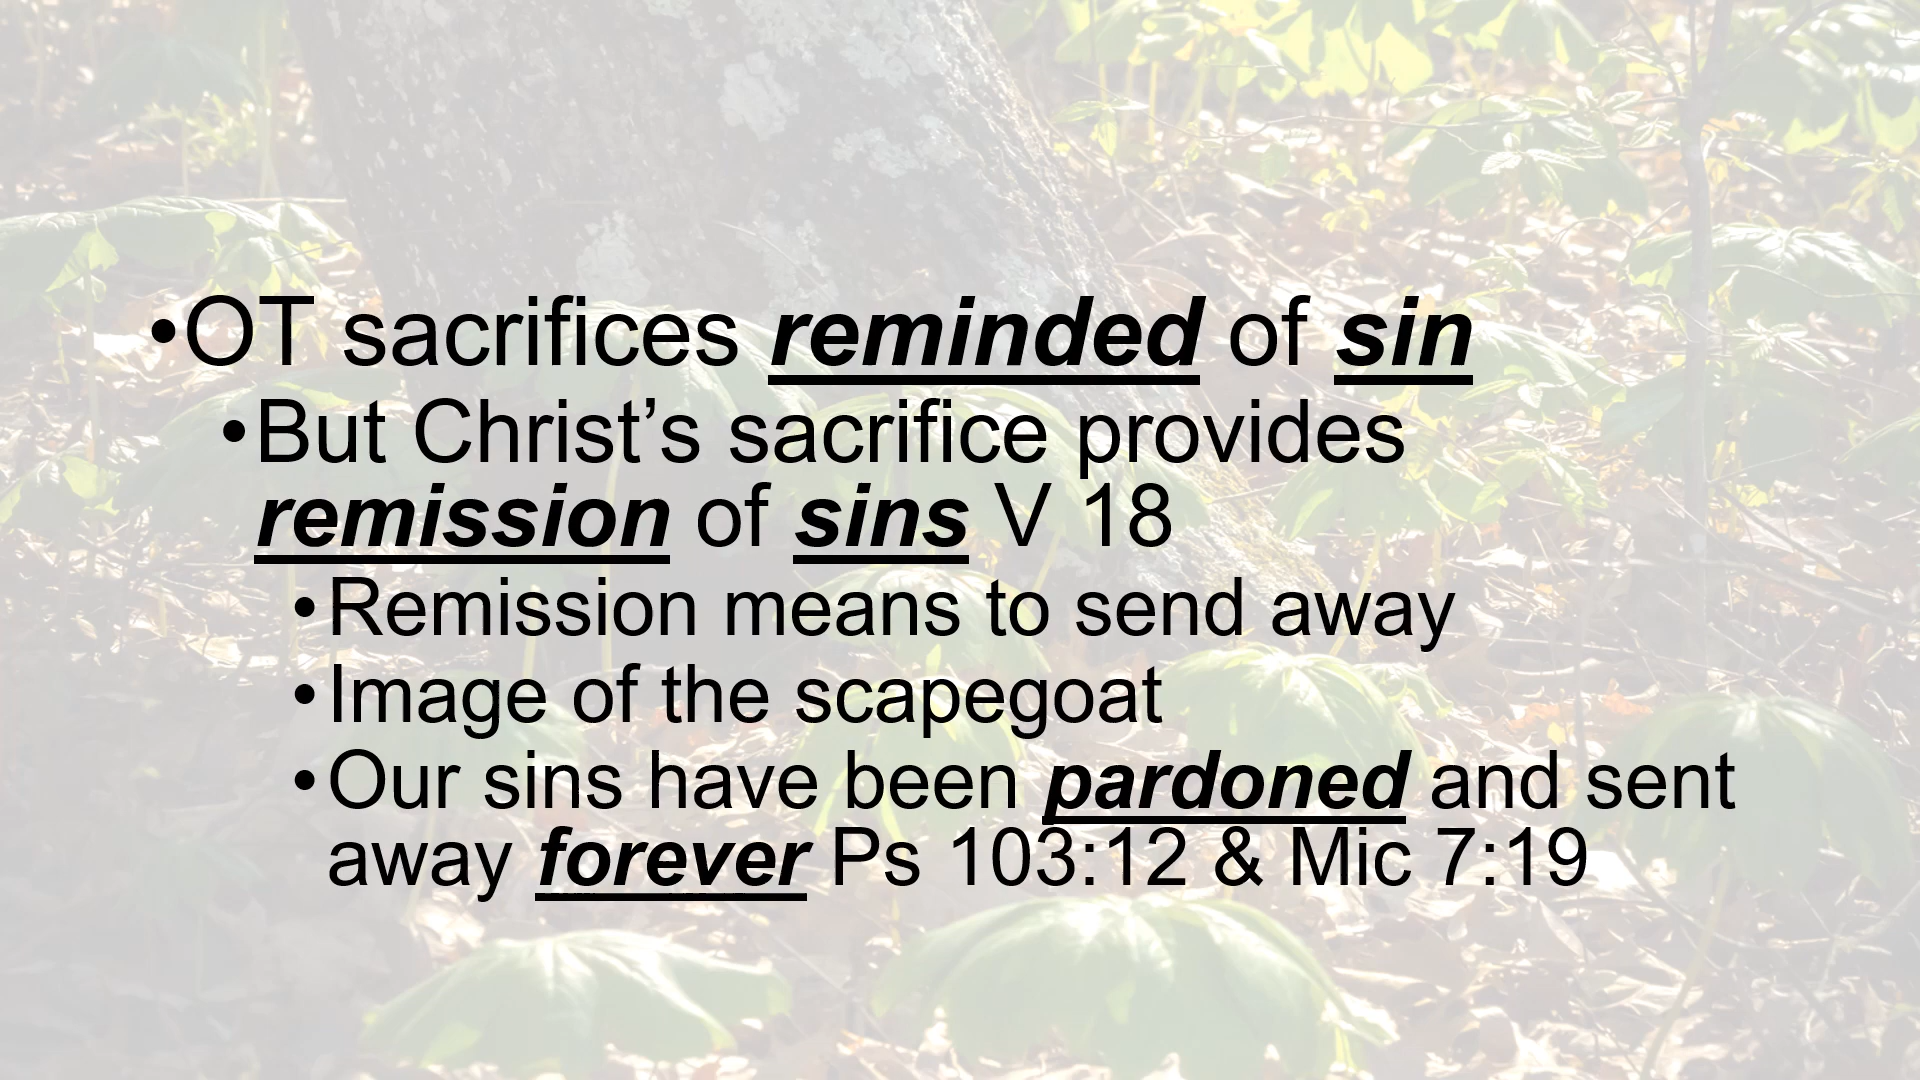 •OT sacrifices reminded of sin
•But Christ’s sacrifice provides
remission of sins V 18
•Remission means to send away
•Image of the scapegoat
•Our sins have been pardoned and sent
away forever Ps 103:12 & Mic 7:19